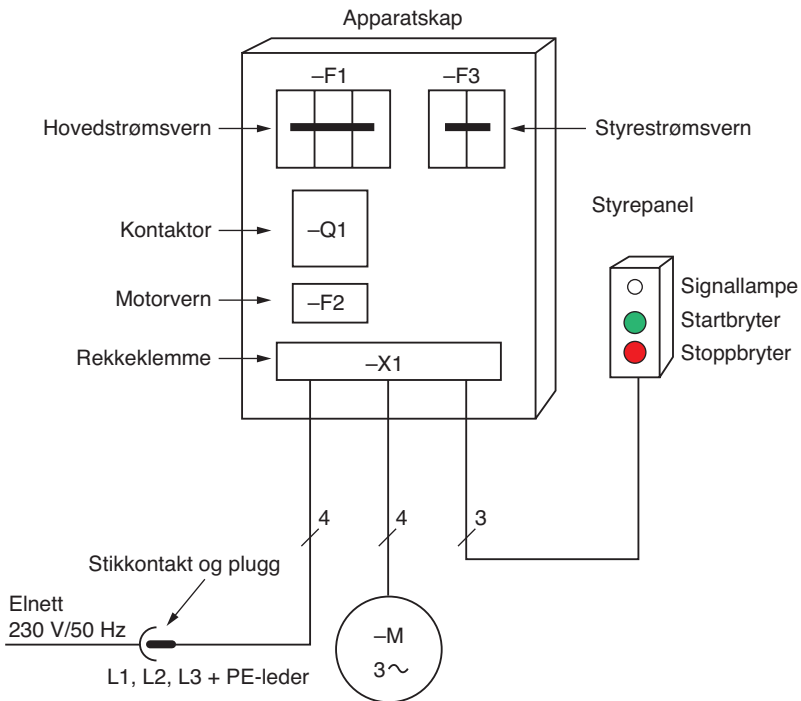 Apparatskap
–F1
–F3
Hovedstrømsvern
Styrestrømsvern
Styrepanel
Kontaktor
–Q1
Signallampe
Motorvern
–F2
Startbryter
Stoppbryter
Rekkeklemme
–X1
4
4
3
Stikkontakt og plugg
Elnett
230 V/50 Hz
–M
3~
L1, L2, L3 + PE-leder